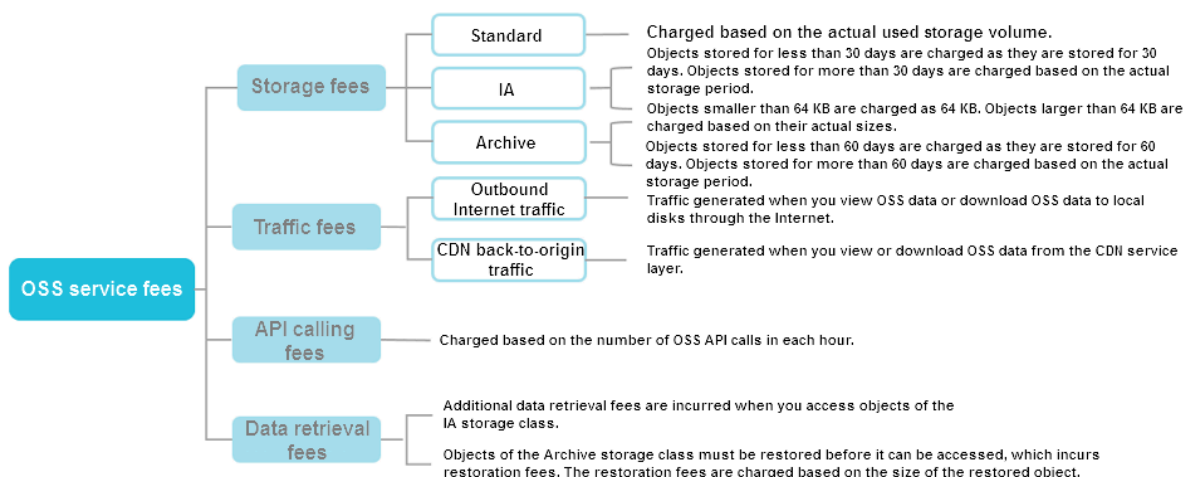 OSS service fees
Storage fees
Standard
Charged based on the actual used storage volume.
IA
Objects stored for less than 30 days are charged as they are stored for 30
days. Objects stored for more than 30 days are charged based on the actual
storage period.
Objects smaller than 64 KB are charged as 64 KB. Objects larger than 64 KB are
charged based on their actual sizes.
Archive
Objects stored for less than 60 days are charged as they are stored for 60
days. Objects stored for more than 60 days are charged based on the actual
storage period.
Traffic fees
Outbound
Internet traffic
Traffic generated when you view OSS data or download OSS data to local
disks through the Internet.
CDN back-to-origin
traffic
Traffic generated when you view or download OSS data from the CDN service
layer.
API calling
fees
Charged based on the number of OSS API calls in each hour.
Data retrieval
fees
Additional data retrieval fees are incurred when you access objects of the
IA storage class.
Objects of the Archive storage class must be restored before it can be accessed, which incurs
restoration fees. The restoration fees are charged based on the size of the restored object.